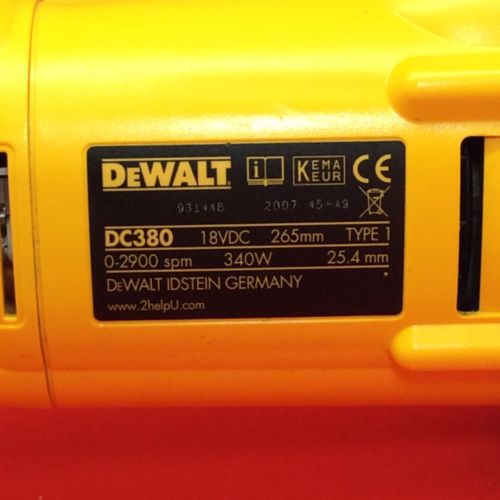 DEWALT i KEMA KEUR CE
931448 2007 45-49
DC380 18VDC 265mm TYPE 1
0-2900 spm 340W 25.4 mm
DEWALT IDSTEIN GERMANY
www.2helpU.com